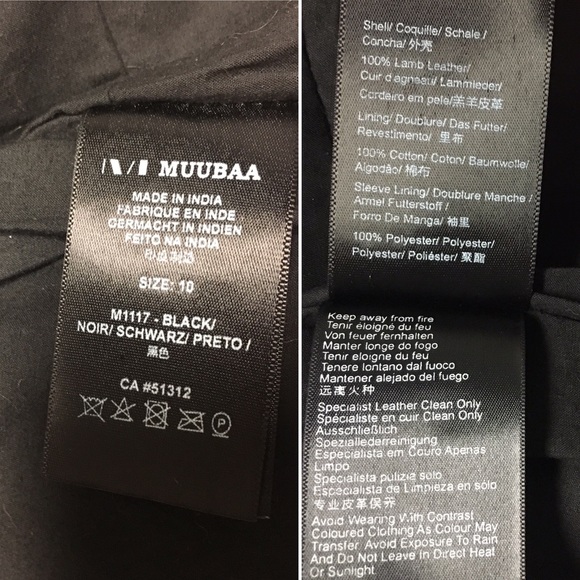 MUUBAA
MADE IN INDIA
FABRIQUE EN INDE
GERMACHT IN INDIEN
FEITO NA INDIA
印度制造
SIZE: 10
M1117 - BLACK/
NOIR/ SCHWARZ/ PRETO /
黑色
CA #51312
P
Shell/ Coquille/ Schale /
Concha/ 外壳
100% Lamb Leather/
Cuir d'agneau/ Lammleder/
Cordeiro em pele/羔羊皮革
Lining/ Doublure/ Das Futter/
Revestimento/ 里布
100% Cotton/ Coton/ Baumwolle/
Algodão/ 棉布
Sleeve Lining/ Doublure Manche /
Armel Futterstoff /
Forro De Manga/ 袖里
100% Polyester/ Polyester/
Polyester/ Poliéster/ 聚酯
Keep away from fire
Tenir éloigné du feu
Von feuer fernhalten
Manter longe do fogo
Tenir eloigne du feu
Tenere lontano dal fuoco
Mantener alejado del fuego
远离火种
Specialist Leather Clean Only
Spécialiste en cuir Clean Only
Ausschließlich
Spezialledereinigung
Especialista em Couro Apenas
Limpo
Specialista pulizia solo
Especialista de Limpieza en solo
专业皮革保元
Avoid Wearing With Contrast
Coloured Clothing As Colour May
Transfer. Avoid Exposure To Rain
And Do Not Leave in Direct Heat
Or Sunlight